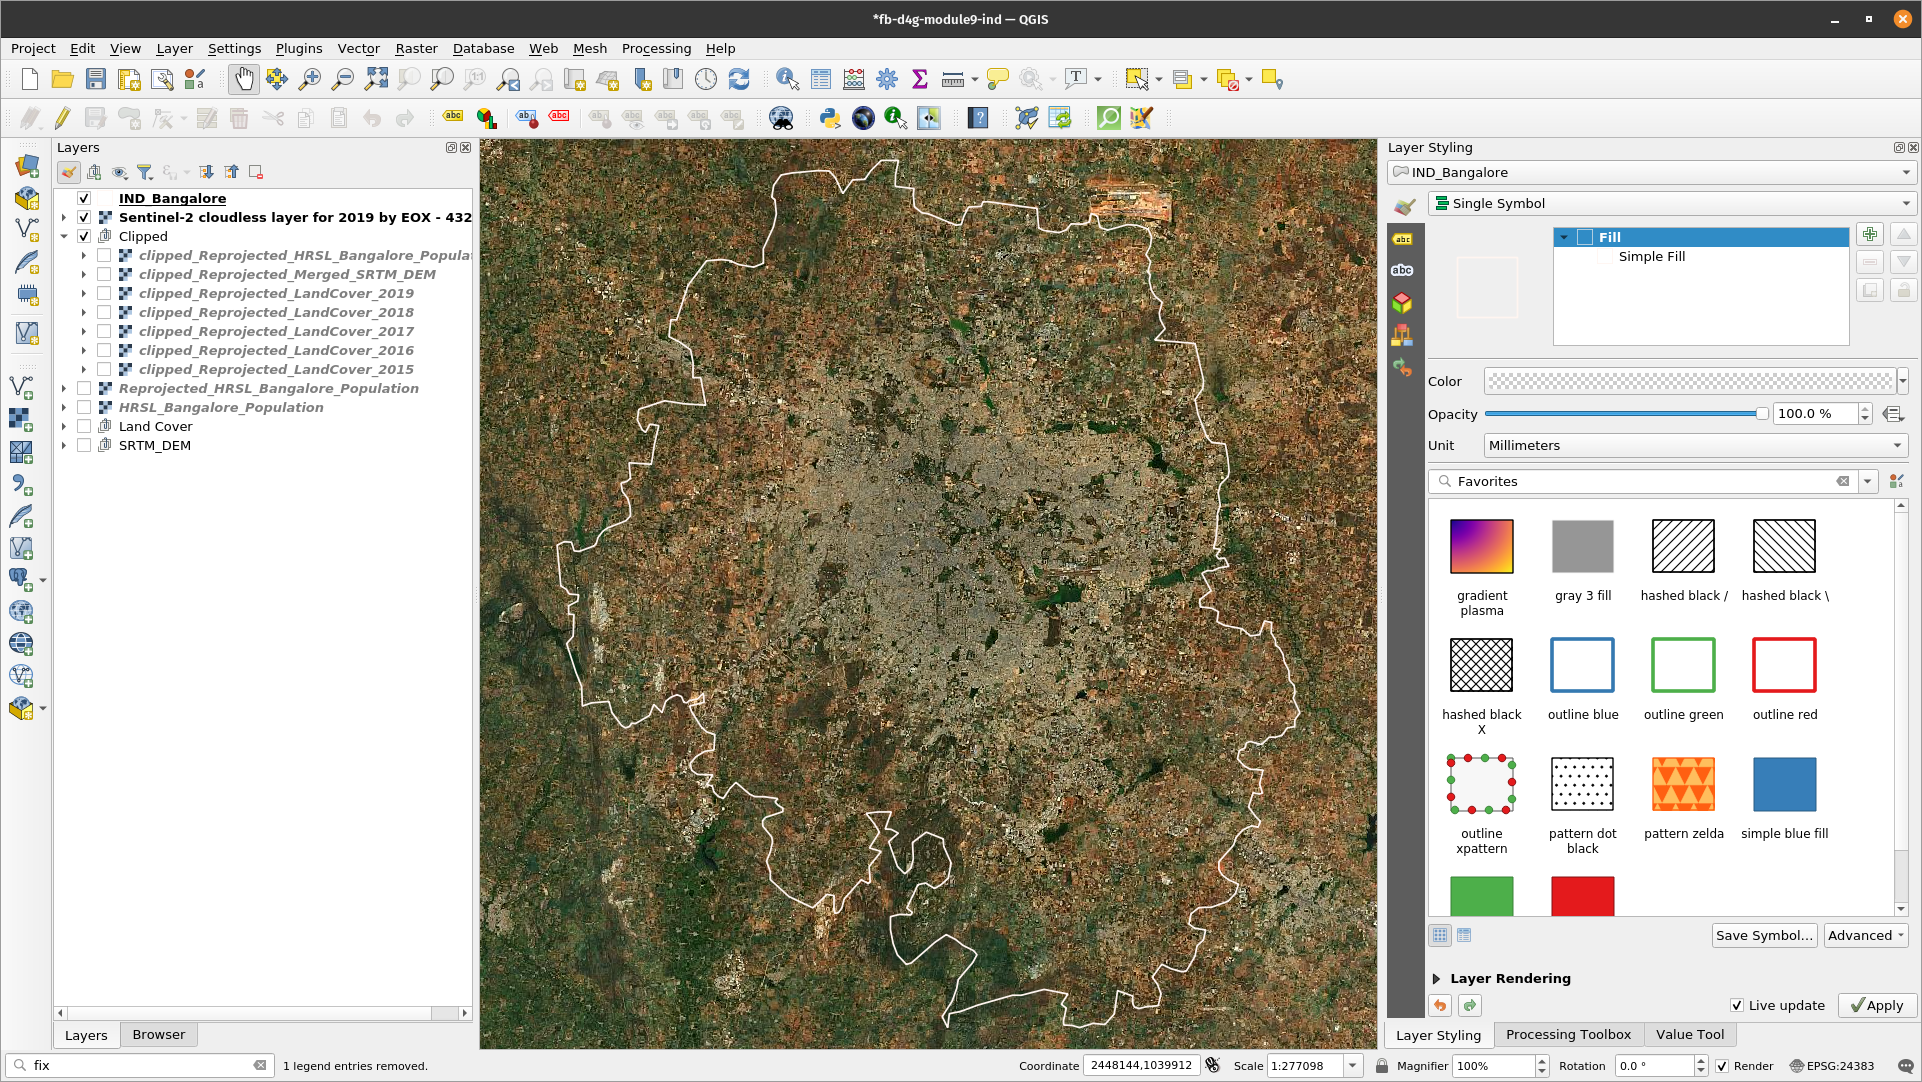 *fb-d4g-module9-ind — QGIS
Project Edit View Layer Settings Plugins Vector Raster Database Web Mesh Processing Help
Layers
IND_Bangalore
Sentinel-2 cloudless layer for 2019 by EOX - 432
Clipped
clipped_Reprojected_HRSL_Bangalore_Populat
clipped_Reprojected_Merged_SRTM_DEM
clipped_Reprojected_LandCover_2019
clipped_Reprojected_LandCover_2018
clipped_Reprojected_LandCover_2017
clipped_Reprojected_LandCover_2016
clipped_Reprojected_LandCover_2015
Reprojected_HRSL_Bangalore_Population
HRSL_Bangalore_Population
Land Cover
SRTM_DEM
Layers Browser
Layer Styling
IND_Bangalore
Single Symbol
Fill
Simple Fill
Color
Opacity 100.0 %
Unit Millimeters
Favorites
gradient plasma
gray 3 fill
hashed black /
hashed black \
hashed black X
outline blue
outline green
outline red
outline xpattern
pattern dot black
pattern zelda
simple blue fill
Save Symbol... Advanced
Layer Rendering
Live update Apply
Layer Styling Processing Toolbox Value Tool
fix 1 legend entries removed. Coordinate 2448144,1039912 Scale 1:277098 Magnifier 100% Rotation 0.0 ° Render EPSG:24383